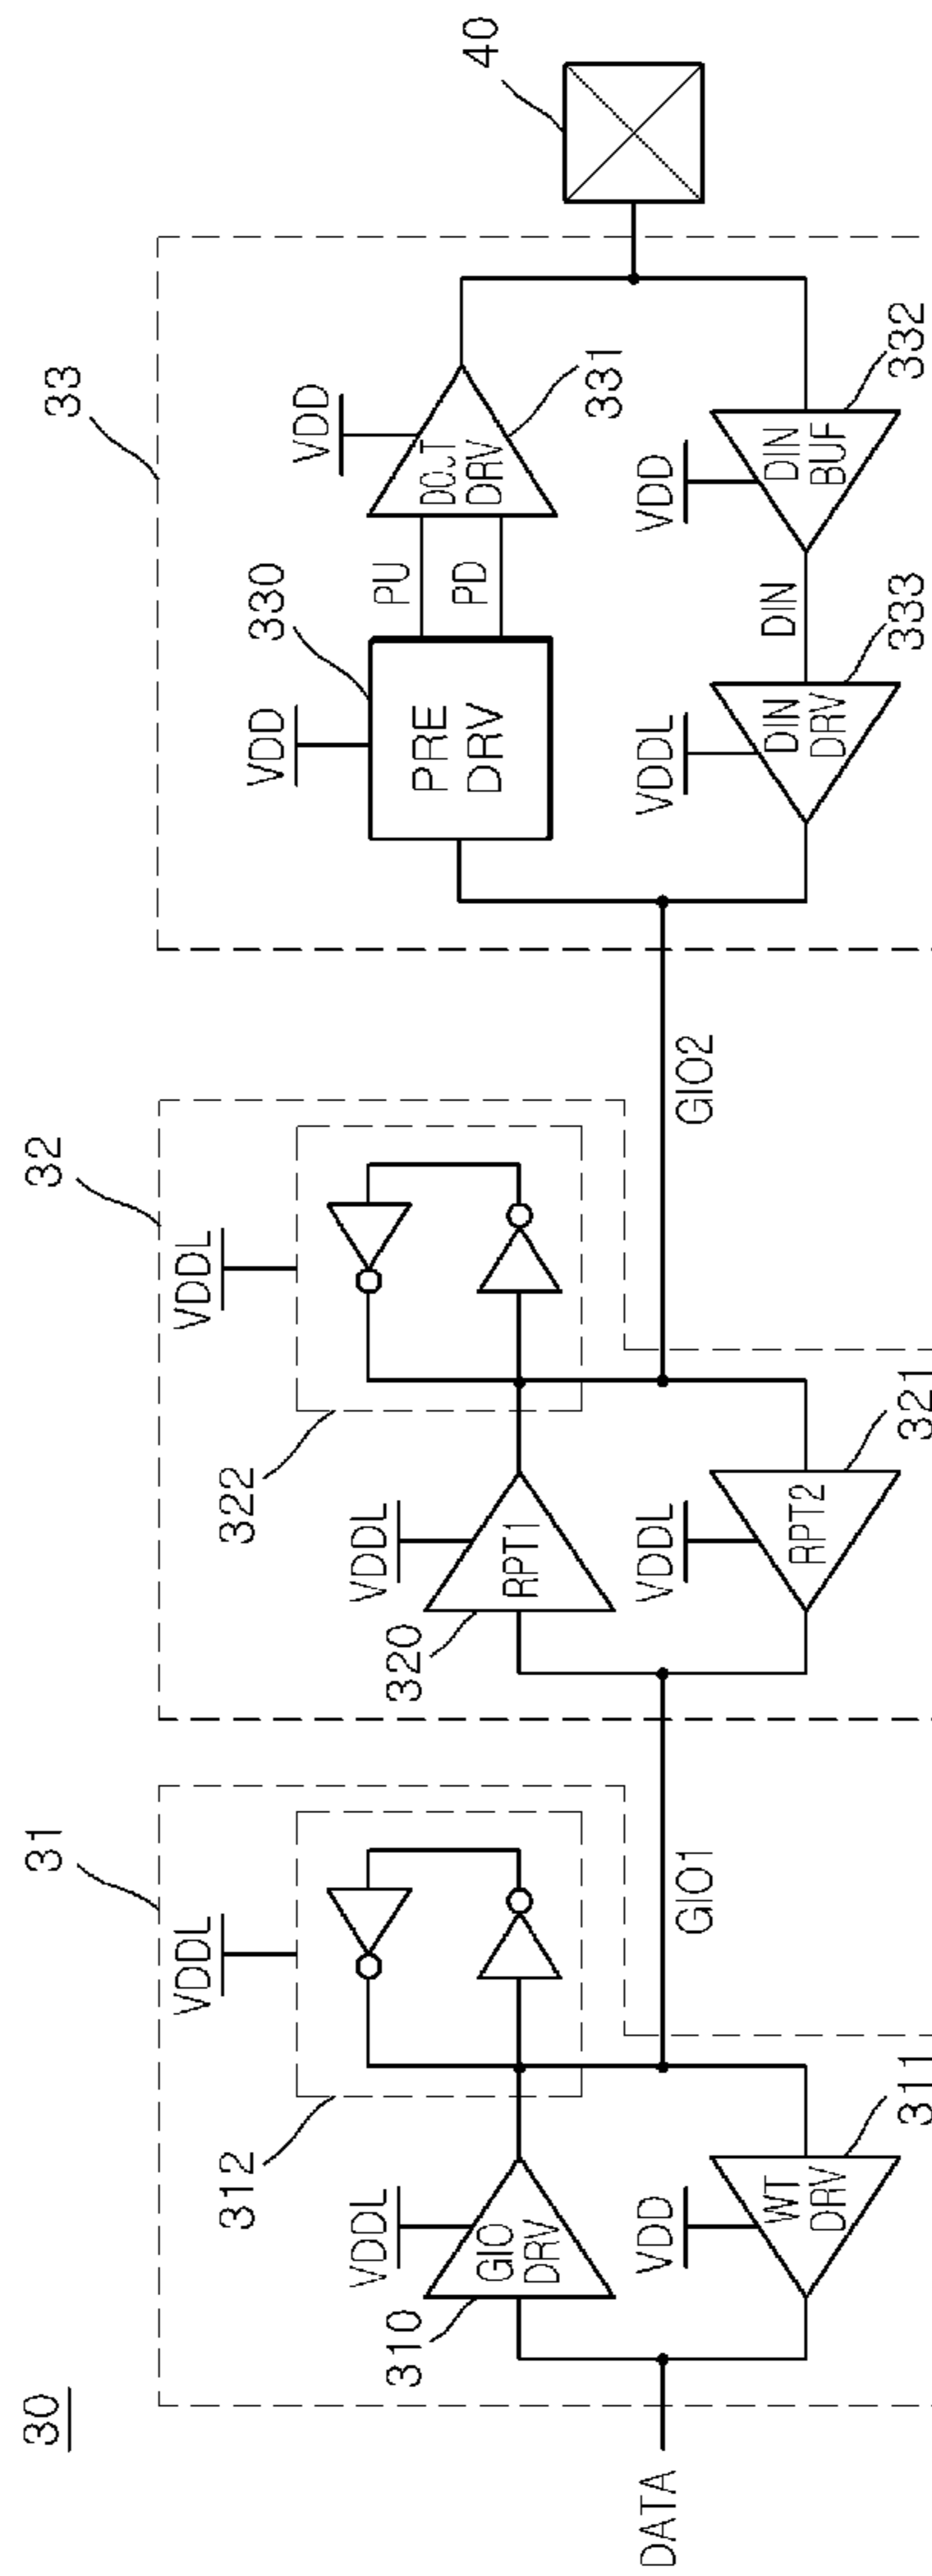 30
31
32
33
40
VDDL
312
VDDL
310
GIO
DRV
VDD
WT
DRV
311
DATA
GIO1
VDDL
322
VDDL
320
RPT1
VDDL
RPT2
321
GIO2
VDD
330
PRE
DRV
PU
PD
VDD
DOUT
DRV
331
VDDL
DIN
DRV
333
DIN
VDD
DIN
BUF
332